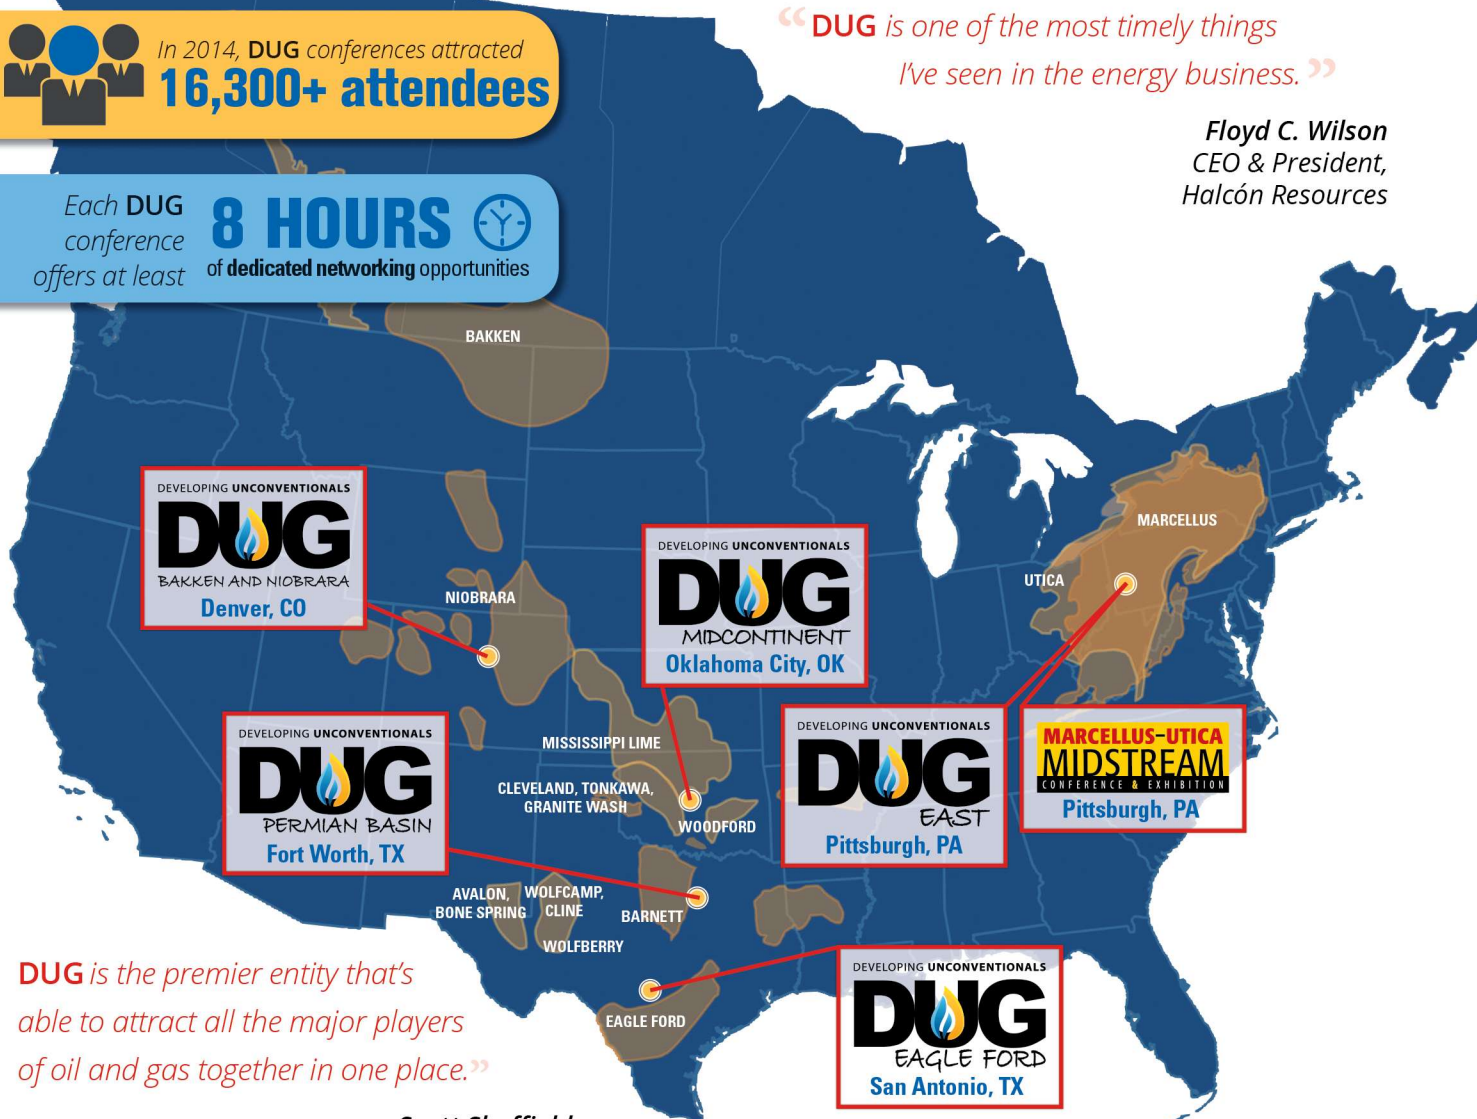 In 2014, DUG conferences attracted
16,300+ attendees
Each DUG
conference
offers at least
8 HOURS
of dedicated networking opportunities
“DUG is one of the most timely things
I’ve seen in the energy business.”
Floyd C. Wilson
CEO & President,
Halcón Resources
BAKKEN
DEVELOPING UNCONVENTIONALS
DUG
BAKKEN AND NIOBRARA
Denver, CO
NIOBRARA
DEVELOPING UNCONVENTIONALS
DUG
MIDCONTINENT
Oklahoma City, OK
MARCELLUS
UTICA
DEVELOPING UNCONVENTIONALS
DUG
PERMIAN BASIN
Fort Worth, TX
MISSISSIPPI LIME
CLEVELAND, TONKAWA,
GRANITE WASH
WOODFORD
DEVELOPING UNCONVENTIONALS
DUG
EAST
Pittsburgh, PA
MARCELLUS-UTICA
MIDSTREAM
CONFERENCE & EXHIBITION
Pittsburgh, PA
AVALON,
BONE SPRING
WOLFCAMP,
CLINE
WOLFBERRY
BARNETT
EAGLE FORD
DEVELOPING UNCONVENTIONALS
DUG
EAGLE FORD
San Antonio, TX
DUG is the premier entity that’s
able to attract all the major players
of oil and gas together in one place.”
Scott Sheffield